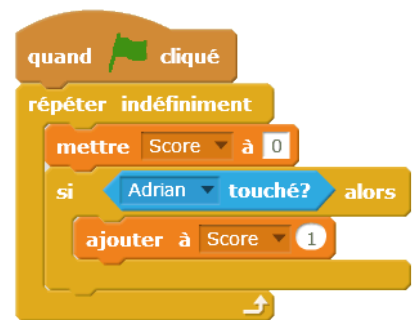 quand cliqué
répéter indéfiniment
mettre Score à 0
si Adrian touché? alors
ajouter à Score 1